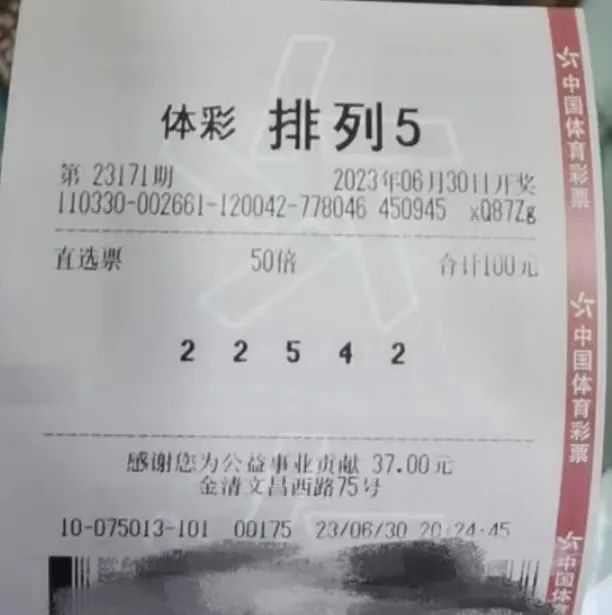 体彩 排列5
第 23171期 2023年06月30日开奖
110330-002661-120042-778046 450945 xQ87Zg
直选票 50倍 合计100元
2 2 5 4 2
感谢您为公益事业贡献 37.00元
金清文昌西路75号
10-075013-101 00175 23/06/30 20:24:45
中国体育彩票
中国体育彩票
中国体